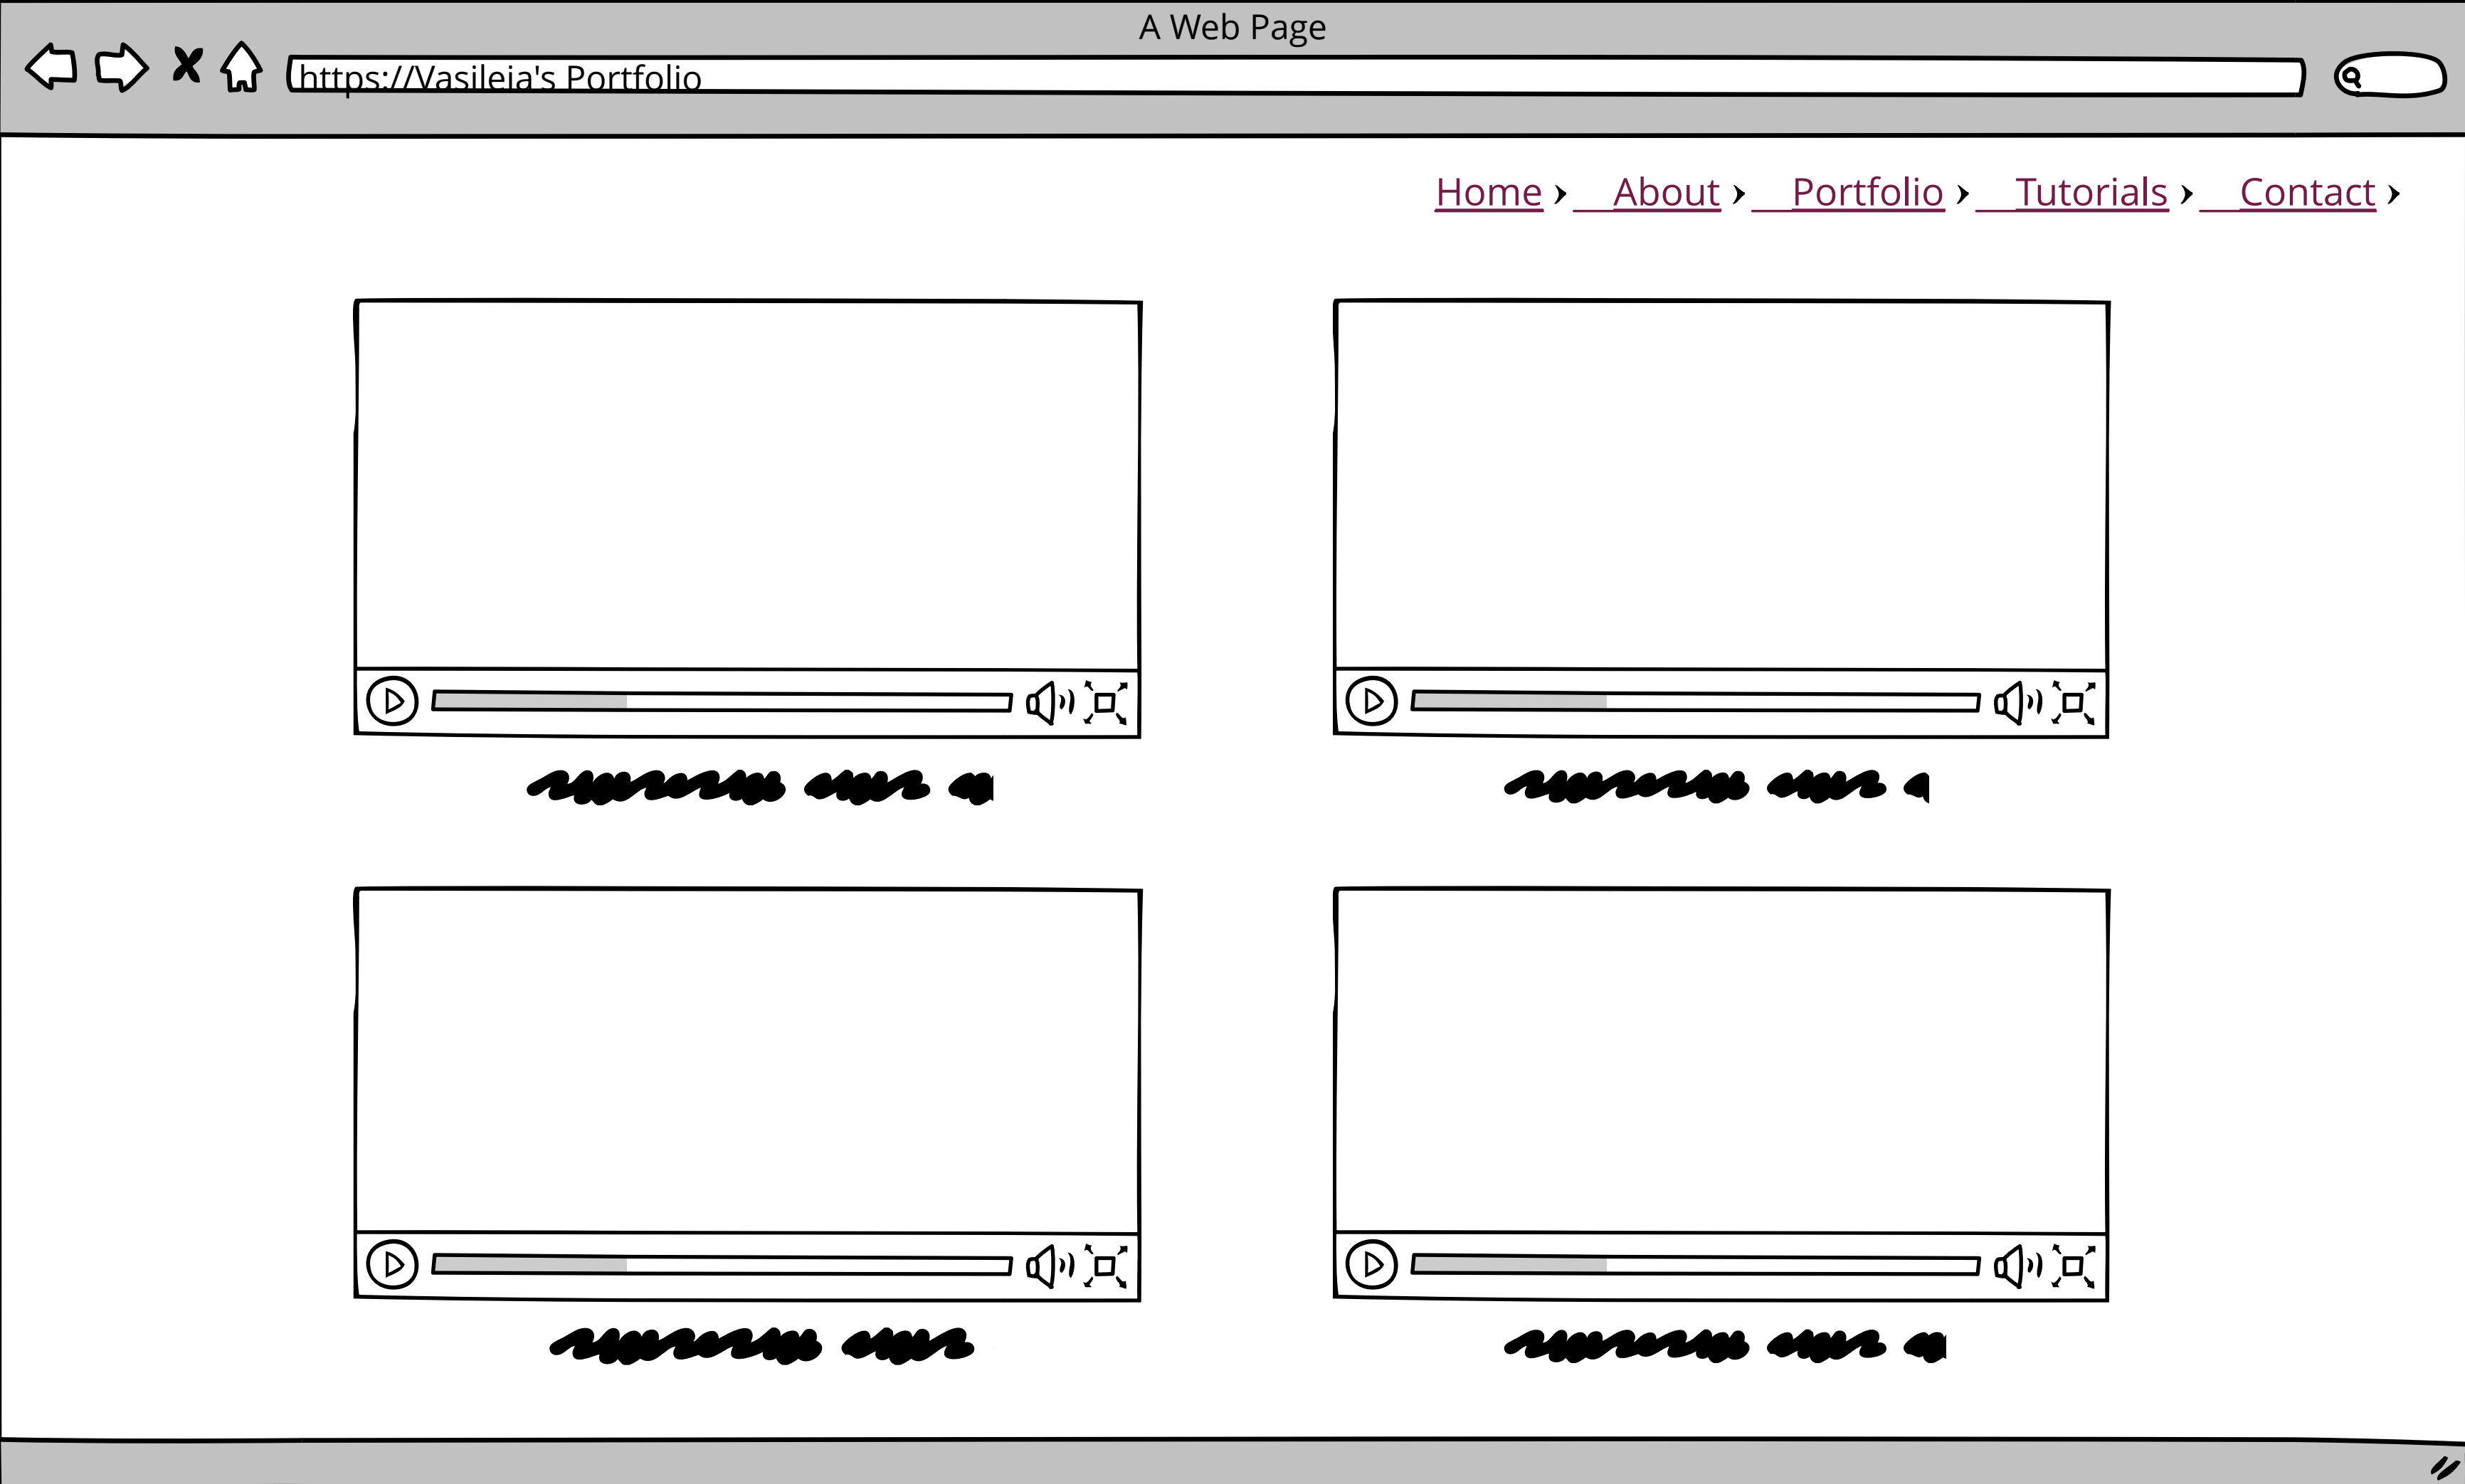 A Web Page
https://Vasileia's Portfolio
Home › About › Portfolio › Tutorials › Contact ›